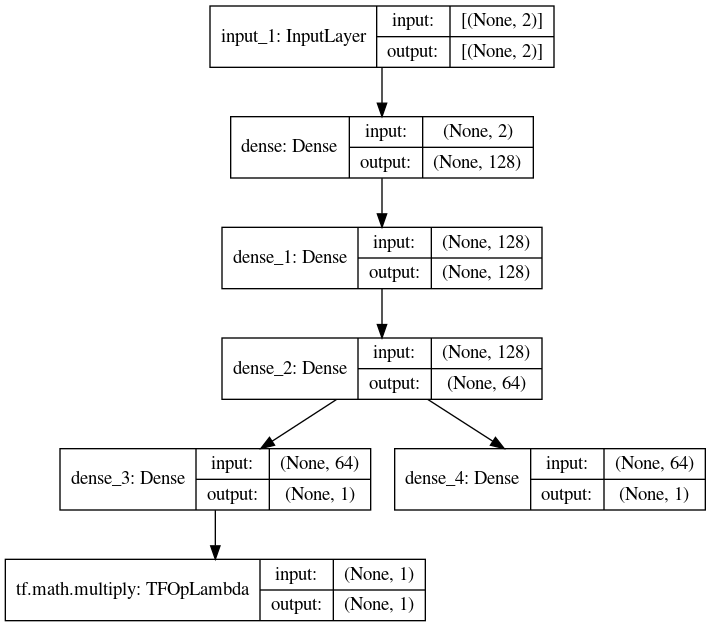 input_1: InputLayer
input: [(None, 2)]
output: [(None, 2)]
dense: Dense
input: (None, 2)
output: (None, 128)
dense_1: Dense
input: (None, 128)
output: (None, 128)
dense_2: Dense
input: (None, 128)
output: (None, 64)
dense_3: Dense
input: (None, 64)
output: (None, 1)
dense_4: Dense
input: (None, 64)
output: (None, 1)
tf.math.multiply: TFOpLambda
input: (None, 1)
output: (None, 1)